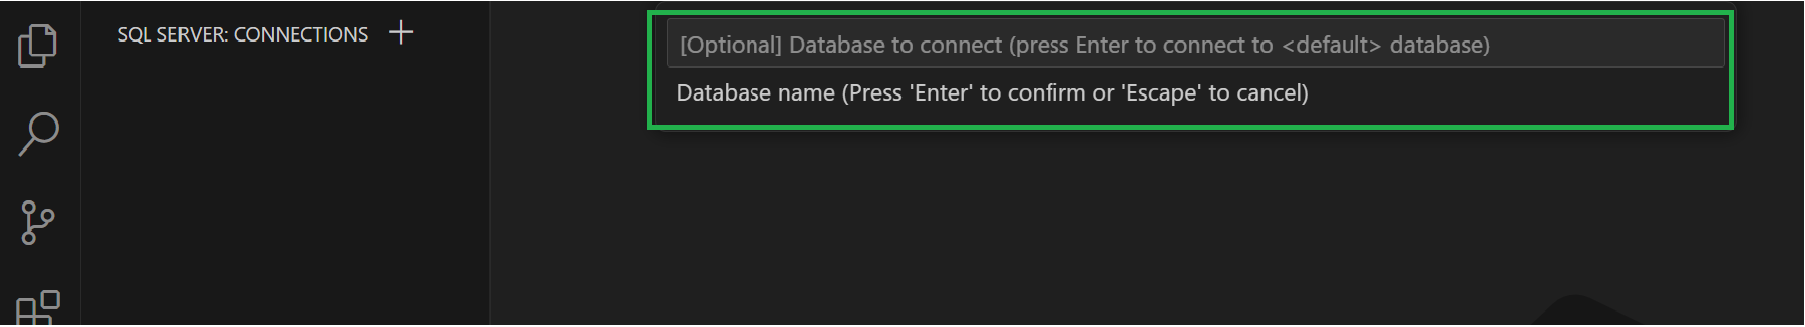 SQL SERVER: CONNECTIONS
[Optional] Database to connect (press Enter to connect to <default> database)
Database name (Press 'Enter' to confirm or 'Escape' to cancel)